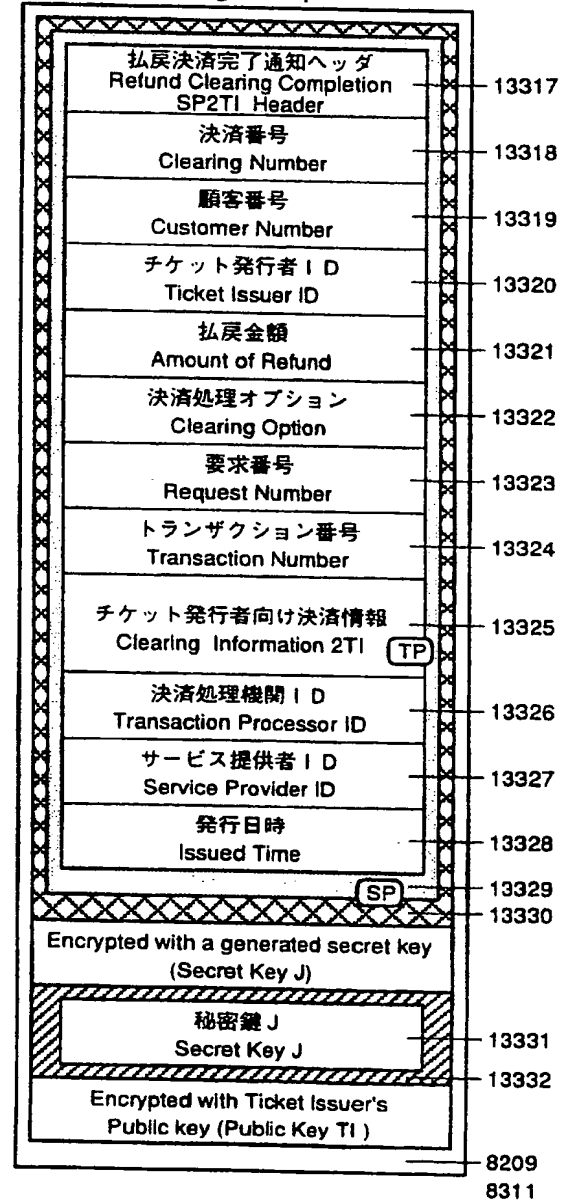 払戻決済完了通知ヘッダ
Refund Clearing Completion
SP2TI Header
13317
決済番号
Clearing Number
13318
顧客番号
Customer Number
13319
チケット発行者ID
Ticket Issuer ID
13320
払戻金額
Amount of Refund
13321
決済処理オプション
Clearing Option
13322
要求番号
Request Number
13323
トランザクション番号
Transaction Number
13324
チケット発行者向け決済情報
Clearing Information 2TI
TP
13325
決済処理機関ID
Transaction Processor ID
13326
サービス提供者ID
Service Provider ID
13327
発行日時
Issued Time
13328
SP
13329
13330
Encrypted with a generated secret key
(Secret Key J)
秘密鍵J
Secret Key J
13331
13332
Encrypted with Ticket Issuer's
Public key (Public Key TI )
8209
8311